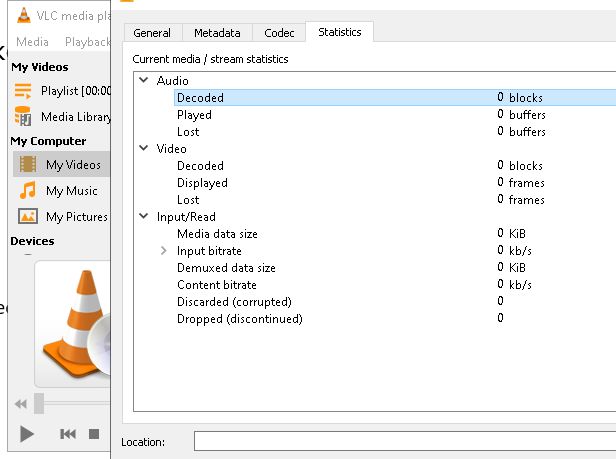 VLC media pla
Media Playback
My Videos
Playlist [00:00
Media Library
My Computer
My Videos
My Music
My Pictures
Devices
General Metadata Codec Statistics
Current media / stream statistics
Audio
Decoded 0 blocks
Played 0 buffers
Lost 0 buffers
Video
Decoded 0 blocks
Displayed 0 frames
Lost 0 frames
Input/Read
Media data size 0 KiB
Input bitrate 0 kb/s
Demuxed data size 0 KiB
Content bitrate 0 kb/s
Discarded (corrupted) 0
Dropped (discontinued) 0
Location: